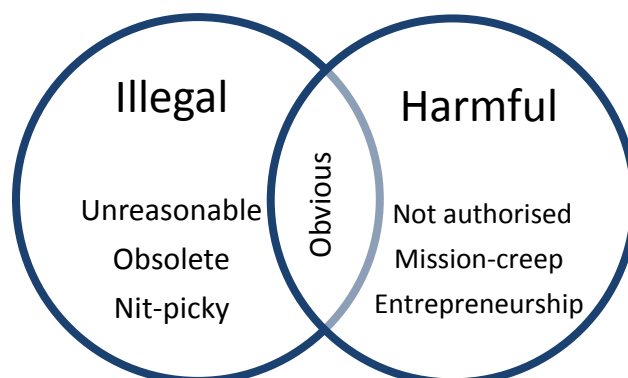 Illegal
Unreasonable
Obsolete
Nit-picky
Obvious
Harmful
Not authorised
Mission-creep
Entrepreneurship